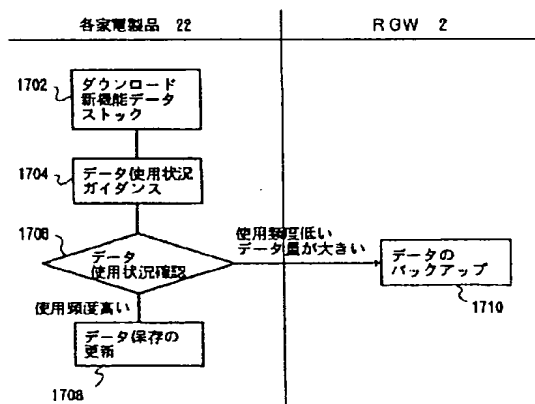 各家電製品 22
RGW 2
1702
ダウンロード
新機能データ
ストック
1704
データ使用状況
ガイダンス
1706
データ
使用状況確認
使用頻度低い
データ量が大きい
データの
バックアップ
1710
使用頻度高い
データ保存の
更新
1708